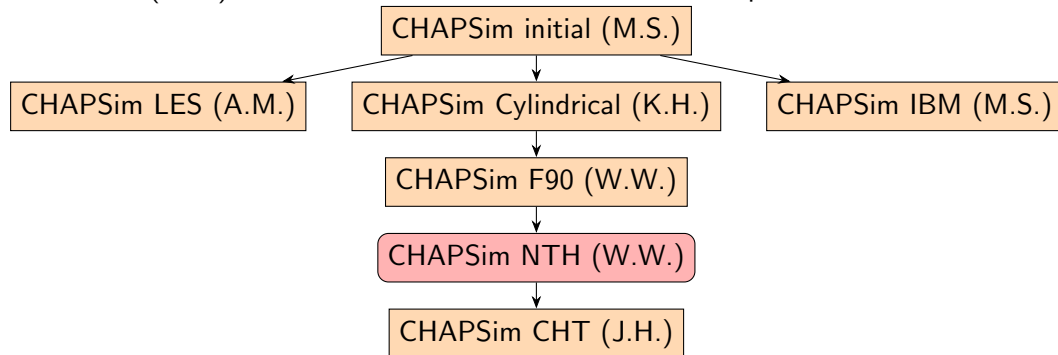 CHAPSim initial (M.S.)
CHAPSim LES (A.M.)
CHAPSim Cylindrical (K.H.)
CHAPSim IBM (M.S.)
CHAPSim F90 (W.W.)
CHAPSim NTH (W.W.)
CHAPSim CHT (J.H.)